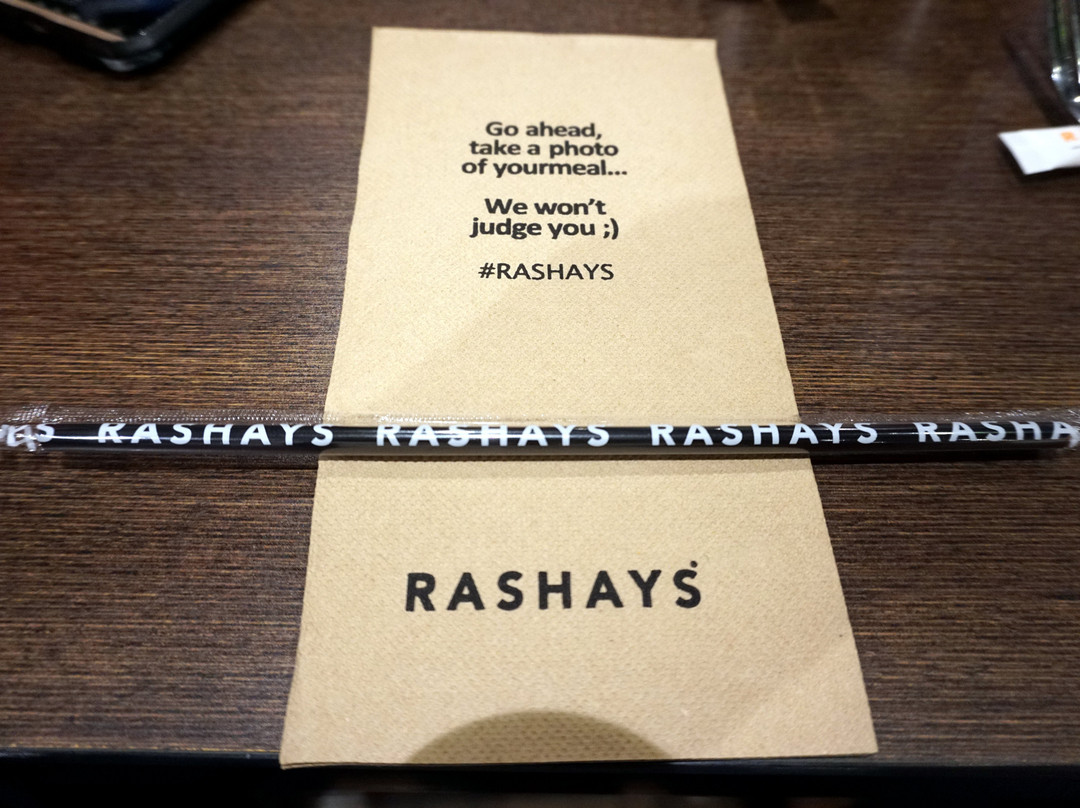 Go ahead,
take a photo
of yourmeal...
We won't
judge you ;)
#RASHAYS
RASHAYS RASHAYS RASHAYS
RASHAYS